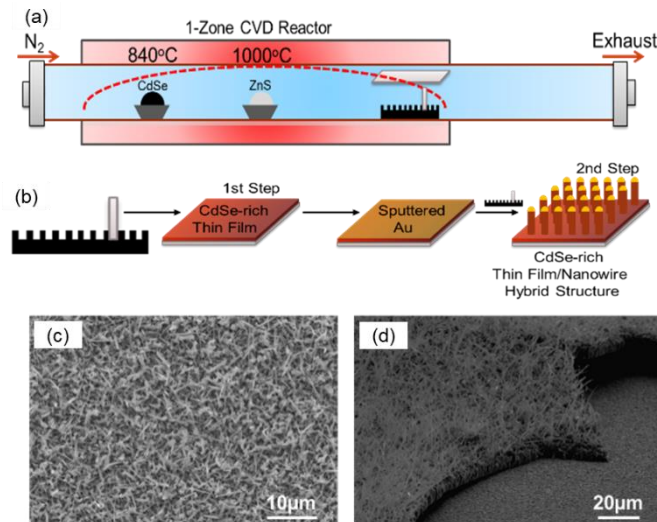 (a)
1-Zone CVD Reactor
N2
840°C
1000°C
Exhaust
CdSe
ZnS
(b)
1st Step
2nd Step
CdSe-rich
Thin Film
Sputtered
Au
CdSe-rich
Thin Film/Nanowire
Hybrid Structure
(c)
(d)
10μm
20μm